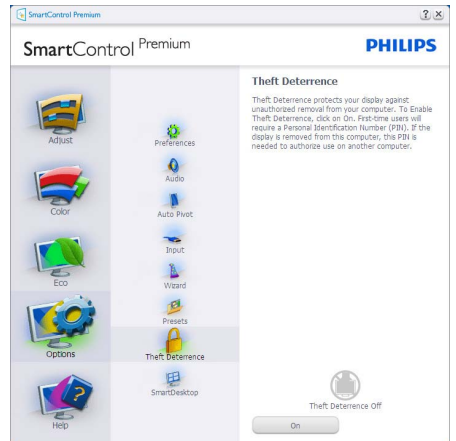 SmartControl Premium
? X
SmartControl Premium
PHILIPS
Adjust
Color
Eco
Options
Help
Preferences
Audio
Auto Pivot
Input
Wizard
Presets
Theft Deterrence
SmartDesktop
Theft Deterrence
Theft Deterrence protects your display against
unauthorized removal from your computer. To Enable
Theft Deterrence, click on On. First-time users will
require a Personal Identification Number (PIN). If the
display is removed from this computer, this PIN is
needed to authorize use on another computer.
Theft Deterrence Off
On